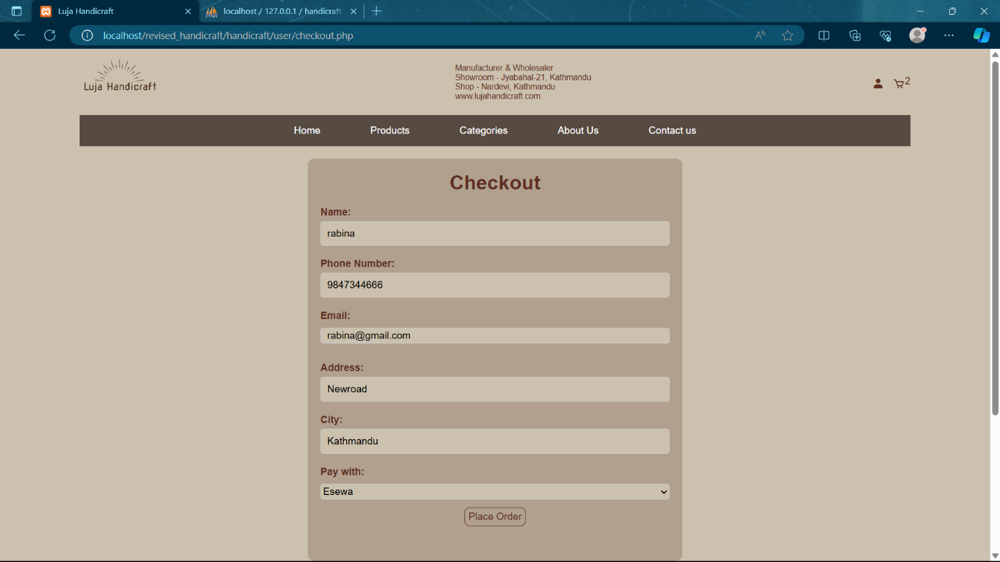 Luja Handicraft
localhost / 127.0.0.1 / handicraft
localhost/revised_handicraft/handicraft/user/checkout.php
Luja Handicraft
Manufacturer & Wholesaler
Showroom - Jyabahal-21, Kathmandu
Shop - Nardevi, Kathmandu
www.lujahandicraft.com
2
Home Products Categories About Us Contact us
Checkout
Name:
rabina
Phone Number:
9847344666
Email:
rabina@gmail.com
Address:
Newroad
City:
Kathmandu
Pay with:
Esewa
Place Order